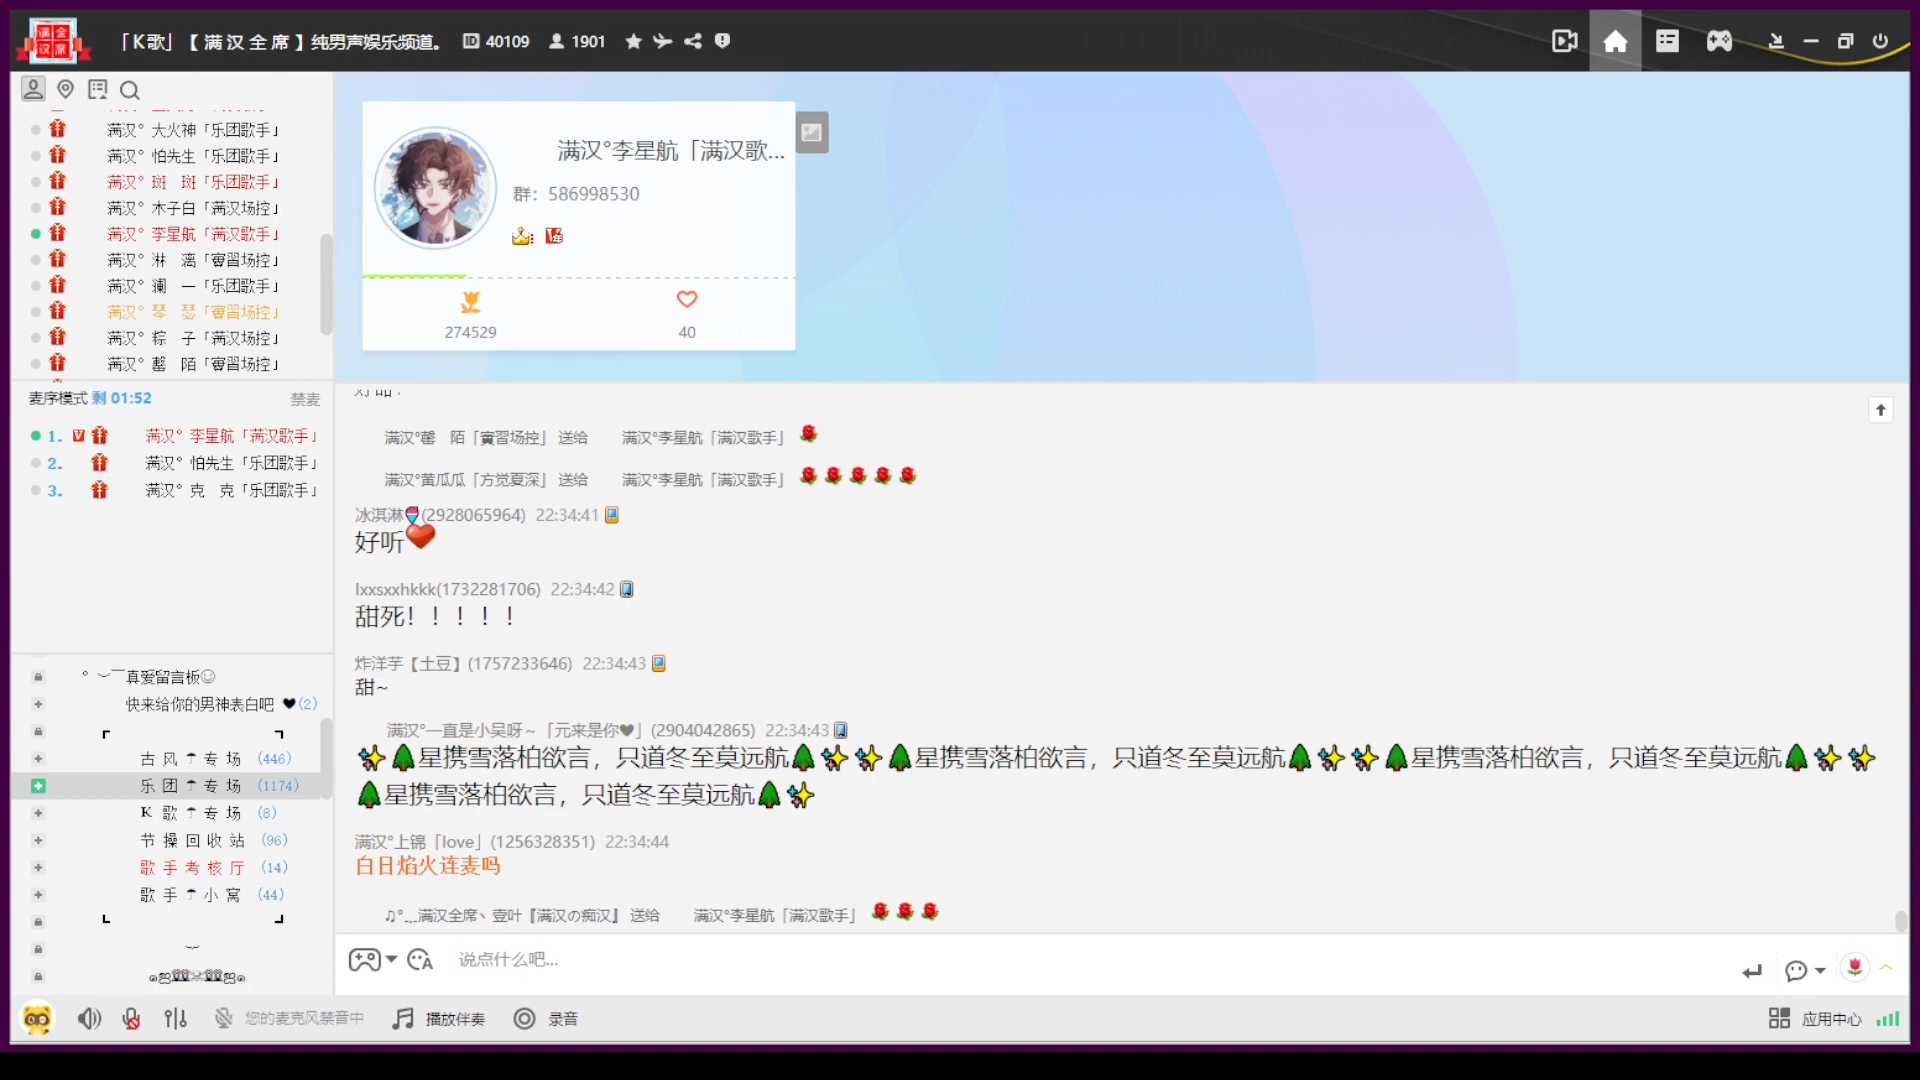 满全
汉席
「K歌」【 满 汉 全 席 】纯男声娱乐频道。 ID 40109 1901
满汉° 大火神「乐团歌手」
满汉° 怕先生「乐团歌手」
满汉° 斑 斑「乐团歌手」
满汉° 木子白「满汉场控」
满汉° 李星航「满汉歌手」
满汉° 淋 漓「實習场控」
满汉° 澜 一「乐团歌手」
满汉° 琴 瑟「實習场控」
满汉° 粽 子「满汉场控」
满汉° 罄 陌「實習场控」
麦序模式 剩 01:52 禁麦
1. 满汉° 李星航「满汉歌手」
2. 满汉° 怕先生「乐团歌手」
3. 满汉° 克 克「乐团歌手」
° ︶￣真爱留言板☺
快来给你的男神表白吧 ♥(2)
┏ ┓
古 风 ☂ 专 场 (446)
乐 团 ☂ 专 场 (1174)
K 歌 ☂ 专 场 (8)
节 操 回 收 站 (96)
歌 手 考 核 厅 (14)
歌 手 ☂ 小 窝 (44)
┗ ┛
满汉°李星航「满汉歌...
群：586998530
274529
40
满汉°罄 陌「實習场控」 送给 满汉°李星航「满汉歌手」 🌹
满汉°黄瓜瓜「方觉夏深」 送给 满汉°李星航「满汉歌手」 🌹🌹🌹🌹🌹
冰淇淋🍧(2928065964) 22:34:41
好听❤
lxxsxxhkkk(1732281706) 22:34:42
甜死！！！！！
炸洋芋【土豆】(1757233646) 22:34:43
甜~
满汉°一直是小吴呀～「元来是你♥」(2904042865) 22:34:43
✨🌲星携雪落柏欲言，只道冬至莫远航🌲✨✨🌲星携雪落柏欲言，只道冬至莫远航🌲✨✨🌲星携雪落柏欲言，只道冬至莫远航🌲✨✨
🌲星携雪落柏欲言，只道冬至莫远航🌲✨
满汉°上锦「love」(1256328351) 22:34:44
白日焰火连麦吗
♫°﹎满汉全席丶壹叶『满汉の痴汉』 送给 满汉°李星航「满汉歌手」 🌹🌹🌹
说点什么吧...
您的麦克风禁音中 播放伴奏 录音 应用中心